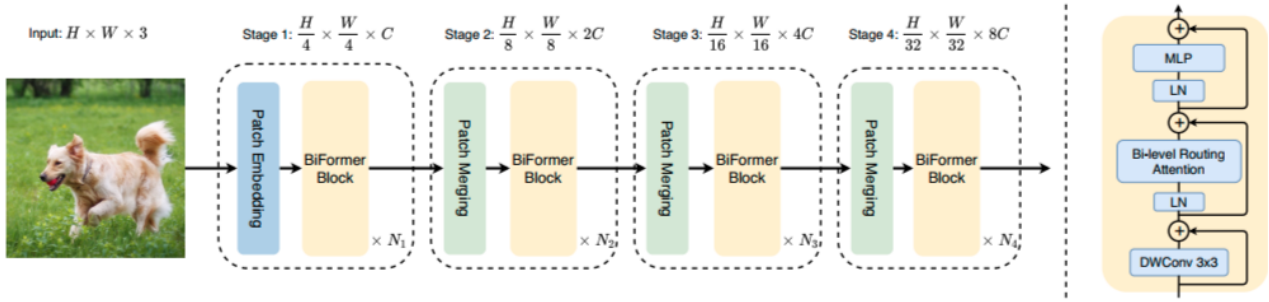 Input: H × W × 3
Stage 1: H/4 × W/4 × C
Stage 2: H/8 × W/8 × 2C
Stage 3: H/16 × W/16 × 4C
Stage 4: H/32 × W/32 × 8C
Patch Embedding
BiFormer
Block
× N₁
Patch Merging
BiFormer
Block
× N₂
Patch Merging
BiFormer
Block
× N₃
Patch Merging
BiFormer
Block
× N₄
+
MLP
LN
+
Bi-level Routing
Attention
LN
+
DWConv 3x3